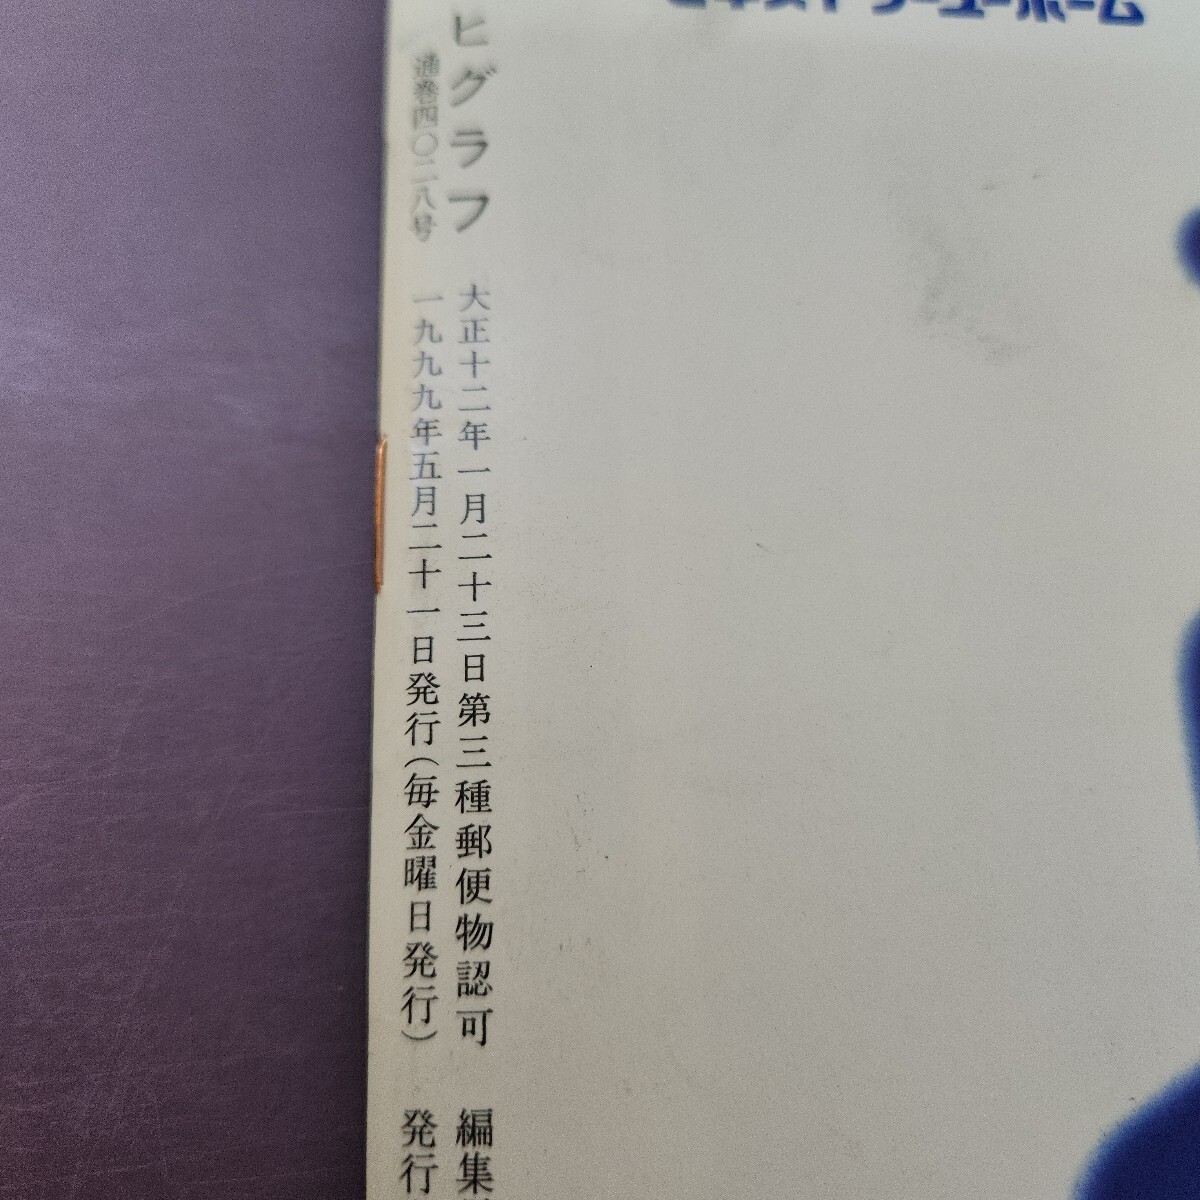 ヒグラフ
通巻四〇二八号
大正十二年一月二十三日第三種郵便物認可
一九九九年五月二十一日発行(毎金曜日発行)
編集
発行